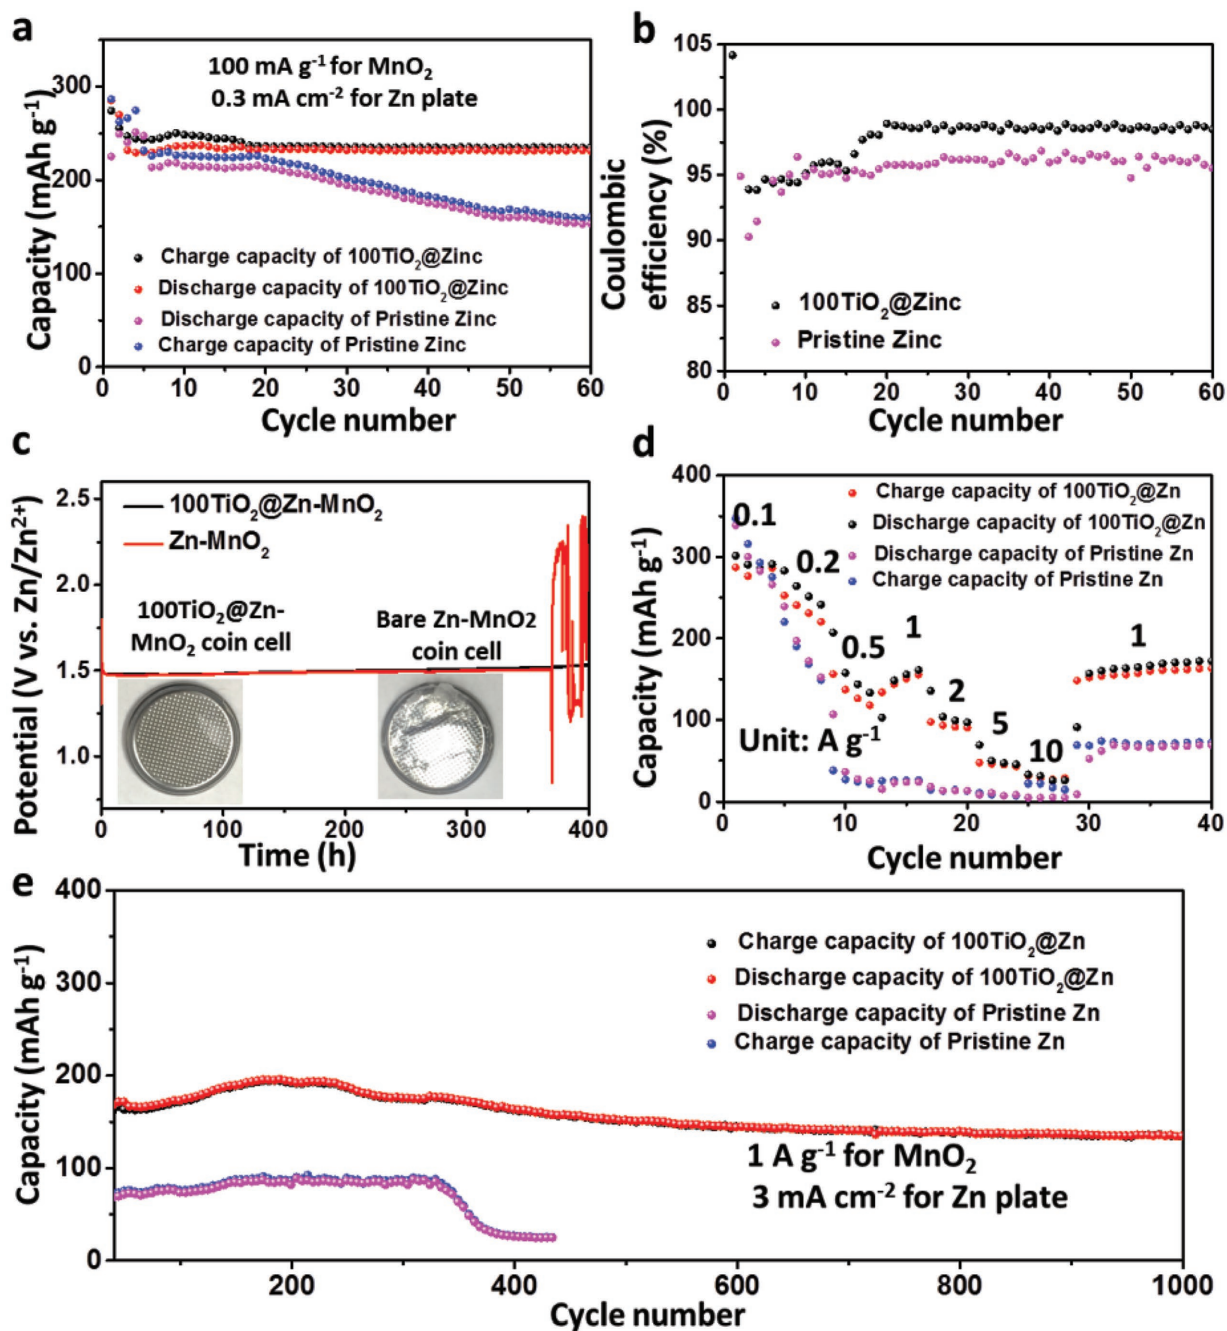 a
100 mA g⁻¹ for MnO₂
0.3 mA cm⁻² for Zn plate
Capacity (mAh g⁻¹)
300
200
100
0
Charge capacity of 100TiO₂@Zinc
Discharge capacity of 100TiO₂@Zinc
Discharge capacity of Pristine Zinc
Charge capacity of Pristine Zinc
0 10 20 30 40 50 60
Cycle number
b
Coulombic
efficiency (%)
105
100
95
90
85
80
100TiO₂@Zinc
Pristine Zinc
0 10 20 30 40 50 60
Cycle number
c
Potential (V vs. Zn/Zn²⁺)
2.5
2.0
1.5
1.0
100TiO₂@Zn-MnO₂
Zn-MnO₂
100TiO₂@Zn-
MnO₂ coin cell
Bare Zn-MnO2
coin cell
0 100 200 300 400
Time (h)
d
Capacity (mAh g⁻¹)
400
300
200
100
0
Charge capacity of 100TiO₂@Zn
Discharge capacity of 100TiO₂@Zn
Discharge capacity of Pristine Zn
Charge capacity of Pristine Zn
0.1
0.2
0.5
1
2
5
10
1
Unit: A g⁻¹
0 10 20 30 40
Cycle number
e
Capacity (mAh g⁻¹)
400
300
200
100
0
Charge capacity of 100TiO₂@Zn
Discharge capacity of 100TiO₂@Zn
Discharge capacity of Pristine Zn
Charge capacity of Pristine Zn
1 A g⁻¹ for MnO₂
3 mA cm⁻² for Zn plate
200 400 600 800 1000
Cycle number